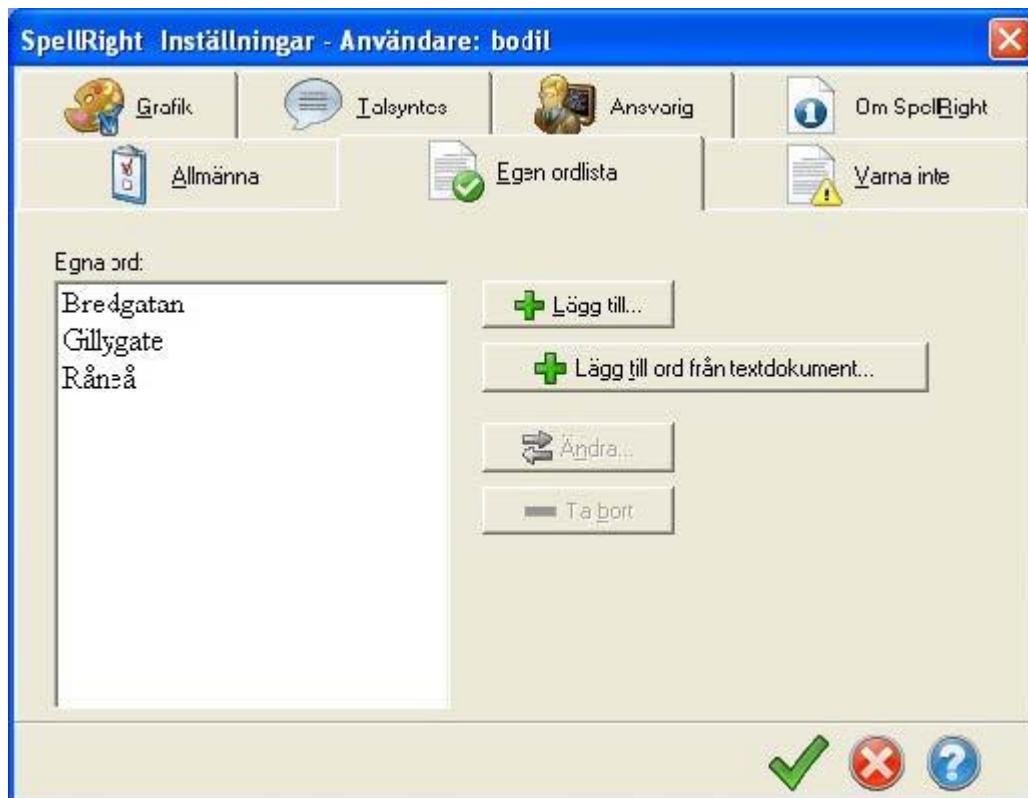 SpellRight Inställningar - Användare: bodil
Grafik
Talsyntes
Ansvarig
Om SpellRight
Allmänna
Egen ordlista
Varna inte
Egna ord:
Bredgatan
Gillygate
Råneå
Lägg till...
Lägg till ord från textdokument...
Ändra...
Ta bort